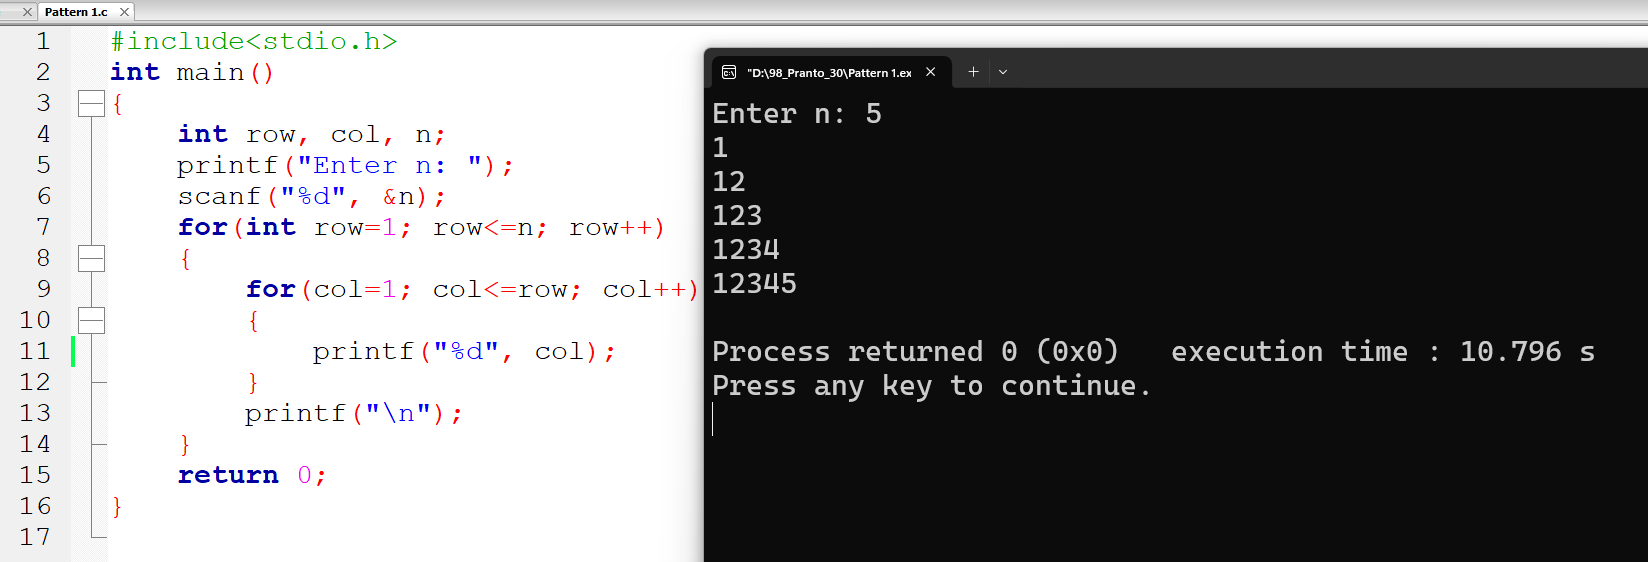 Pattern 1.c
1 #include<stdio.h>
2 int main()
3 {
4     int row, col, n;
5     printf("Enter n: ");
6     scanf("%d", &n);
7     for(int row=1; row<=n; row++)
8     {
9         for(col=1; col<=row; col++)
10         {
11             printf("%d", col);
12         }
13         printf("\n");
14     }
15     return 0;
16 }
17
"D:\98_Pranto_30\Pattern 1.ex
Enter n: 5
1
12
123
1234
12345
Process returned 0 (0x0)   execution time : 10.796 s
Press any key to continue.